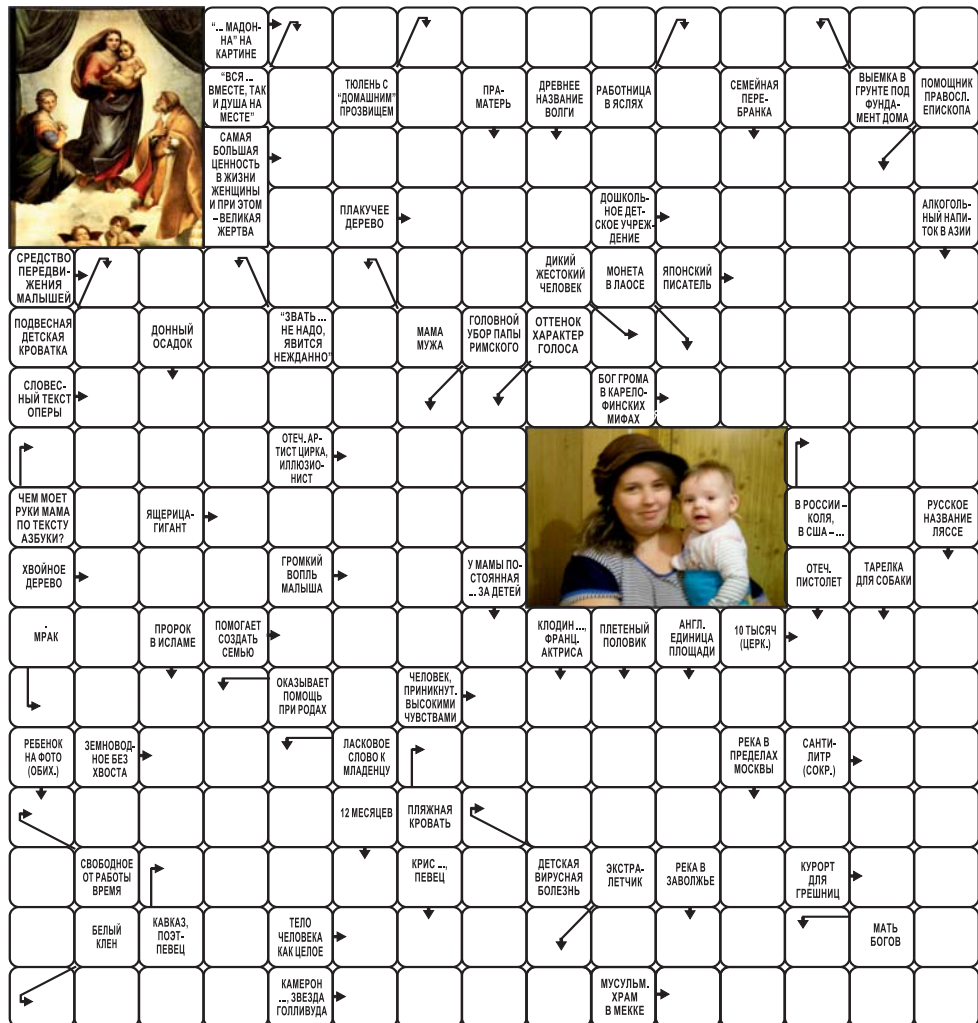 “... МАДОН-
НА” НА
КАРТИНЕ
“ВСЯ ...
ВМЕСТЕ, ТАК
И ДУША НА
МЕСТЕ”
ТЮЛЕНЬ С
“ДОМАШНИМ”
ПРОЗВИЩЕМ
ПРА-
МАТЕРЬ
ДРЕВНЕЕ
НАЗВАНИЕ
ВОЛГИ
РАБОТНИЦА
В ЯСЛЯХ
СЕМЕЙНАЯ
ПЕРЕ-
БРАНКА
ВЫЕМКА В
ГРУНТЕ ПОД
ФУНДА-
МЕНТ ДОМА
ПОМОЩНИК
ПРАВОСЛ.
ЕПИСКОПА
САМАЯ
БОЛЬШАЯ
ЦЕННОСТЬ
В ЖИЗНИ
ЖЕНЩИНЫ
И ПРИ ЭТОМ
– ВЕЛИКАЯ
ЖЕРТВА
ПЛАКУЧЕЕ
ДЕРЕВО
ДОШКОЛЬ-
НОЕ ДЕТ-
СКОЕ УЧРЕЖ-
ДЕНИЕ
АЛКОГОЛЬ-
НЫЙ НАПИ-
ТОК В АЗИИ
СРЕДСТВО
ПЕРЕДВИ-
ЖЕНИЯ
МАЛЫШЕЙ
ДИКИЙ
ЖЕСТОКИЙ
ЧЕЛОВЕК
МОНЕТА
В ЛАОСЕ
ЯПОНСКИЙ
ПИСАТЕЛЬ
ПОДВЕСНАЯ
ДЕТСКАЯ
КРОВАТКА
ДОННЫЙ
ОСАДОК
“ЗВАТЬ ...
НЕ НАДО,
ЯВИТСЯ
НЕЖДАННО”
МАМА
МУЖА
ГОЛОВНОЙ
УБОР ПАПЫ
РИМСКОГО
ОТТЕНОК
ХАРАКТЕР
ГОЛОСА
СЛОВЕС-
НЫЙ ТЕКСТ
ОПЕРЫ
БОГ ГРОМА
В КАРЕЛО-
ФИНСКИХ
МИФАХ
ОТЕЧ. АР-
ТИСТ ЦИРКА,
ИЛЛЮЗИО-
НИСТ
ЧЕМ МОЕТ
РУКИ МАМА
ПО ТЕКСТУ
АЗБУКИ?
ЯЩЕРИЦА-
ГИГАНТ
В РОССИИ –
КОЛЯ,
В США – ...
РУССКОЕ
НАЗВАНИЕ
ЛЯССЕ
ХВОЙНОЕ
ДЕРЕВО
ГРОМКИЙ
ВОПЛЬ
МАЛЫША
У МАМЫ ПО-
СТОЯННАЯ
... ЗА ДЕТЕЙ
ОТЕЧ.
ПИСТОЛЕТ
ТАРЕЛКА
ДЛЯ СОБАКИ
МРАК
ПРОРОК
В ИСЛАМЕ
ПОМОГАЕТ
СОЗДАТЬ
СЕМЬЮ
КЛОДИН ...,
ФРАНЦ.
АКТРИСА
ПЛЕТЕНЫЙ
ПОЛОВИК
АНГЛ.
ЕДИНИЦА
ПЛОЩАДИ
10 ТЫСЯЧ
(ЦЕРК.)
ОКАЗЫВАЕТ
ПОМОЩЬ
ПРИ РОДАХ
ЧЕЛОВЕК,
ПРИНИКНУТ.
ВЫСОКИМИ
ЧУВСТВАМИ
РЕБЕНОК
НА ФОТО
(ОБИХ.)
ЗЕМНОВОД-
НОЕ БЕЗ
ХВОСТА
ЛАСКОВОЕ
СЛОВО К
МЛАДЕНЦУ
РЕКА В
ПРЕДЕЛАХ
МОСКВЫ
САНТИ-
ЛИТР
(СОКР.)
12 МЕСЯЦЕВ
ПЛЯЖНАЯ
КРОВАТЬ
СВОБОДНОЕ
ОТ РАБОТЫ
ВРЕМЯ
КРИС ...,
ПЕВЕЦ
ДЕТСКАЯ
ВИРУСНАЯ
БОЛЕЗНЬ
ЭКСТРА-
ЛЕТЧИК
РЕКА В
ЗАВОЛЖЬЕ
КУРОРТ
ДЛЯ
ГРЕШНИЦ
БЕЛЫЙ
КЛЕН
КАВКАЗ,
ПОЭТ-
ПЕВЕЦ
ТЕЛО
ЧЕЛОВЕКА
КАК ЦЕЛОЕ
МАТЬ
БОГОВ
КАМЕРОН
..., ЗВЕЗДА
ГОЛЛИВУДА
МУСУЛЬМ.
ХРАМ
В МЕККЕ